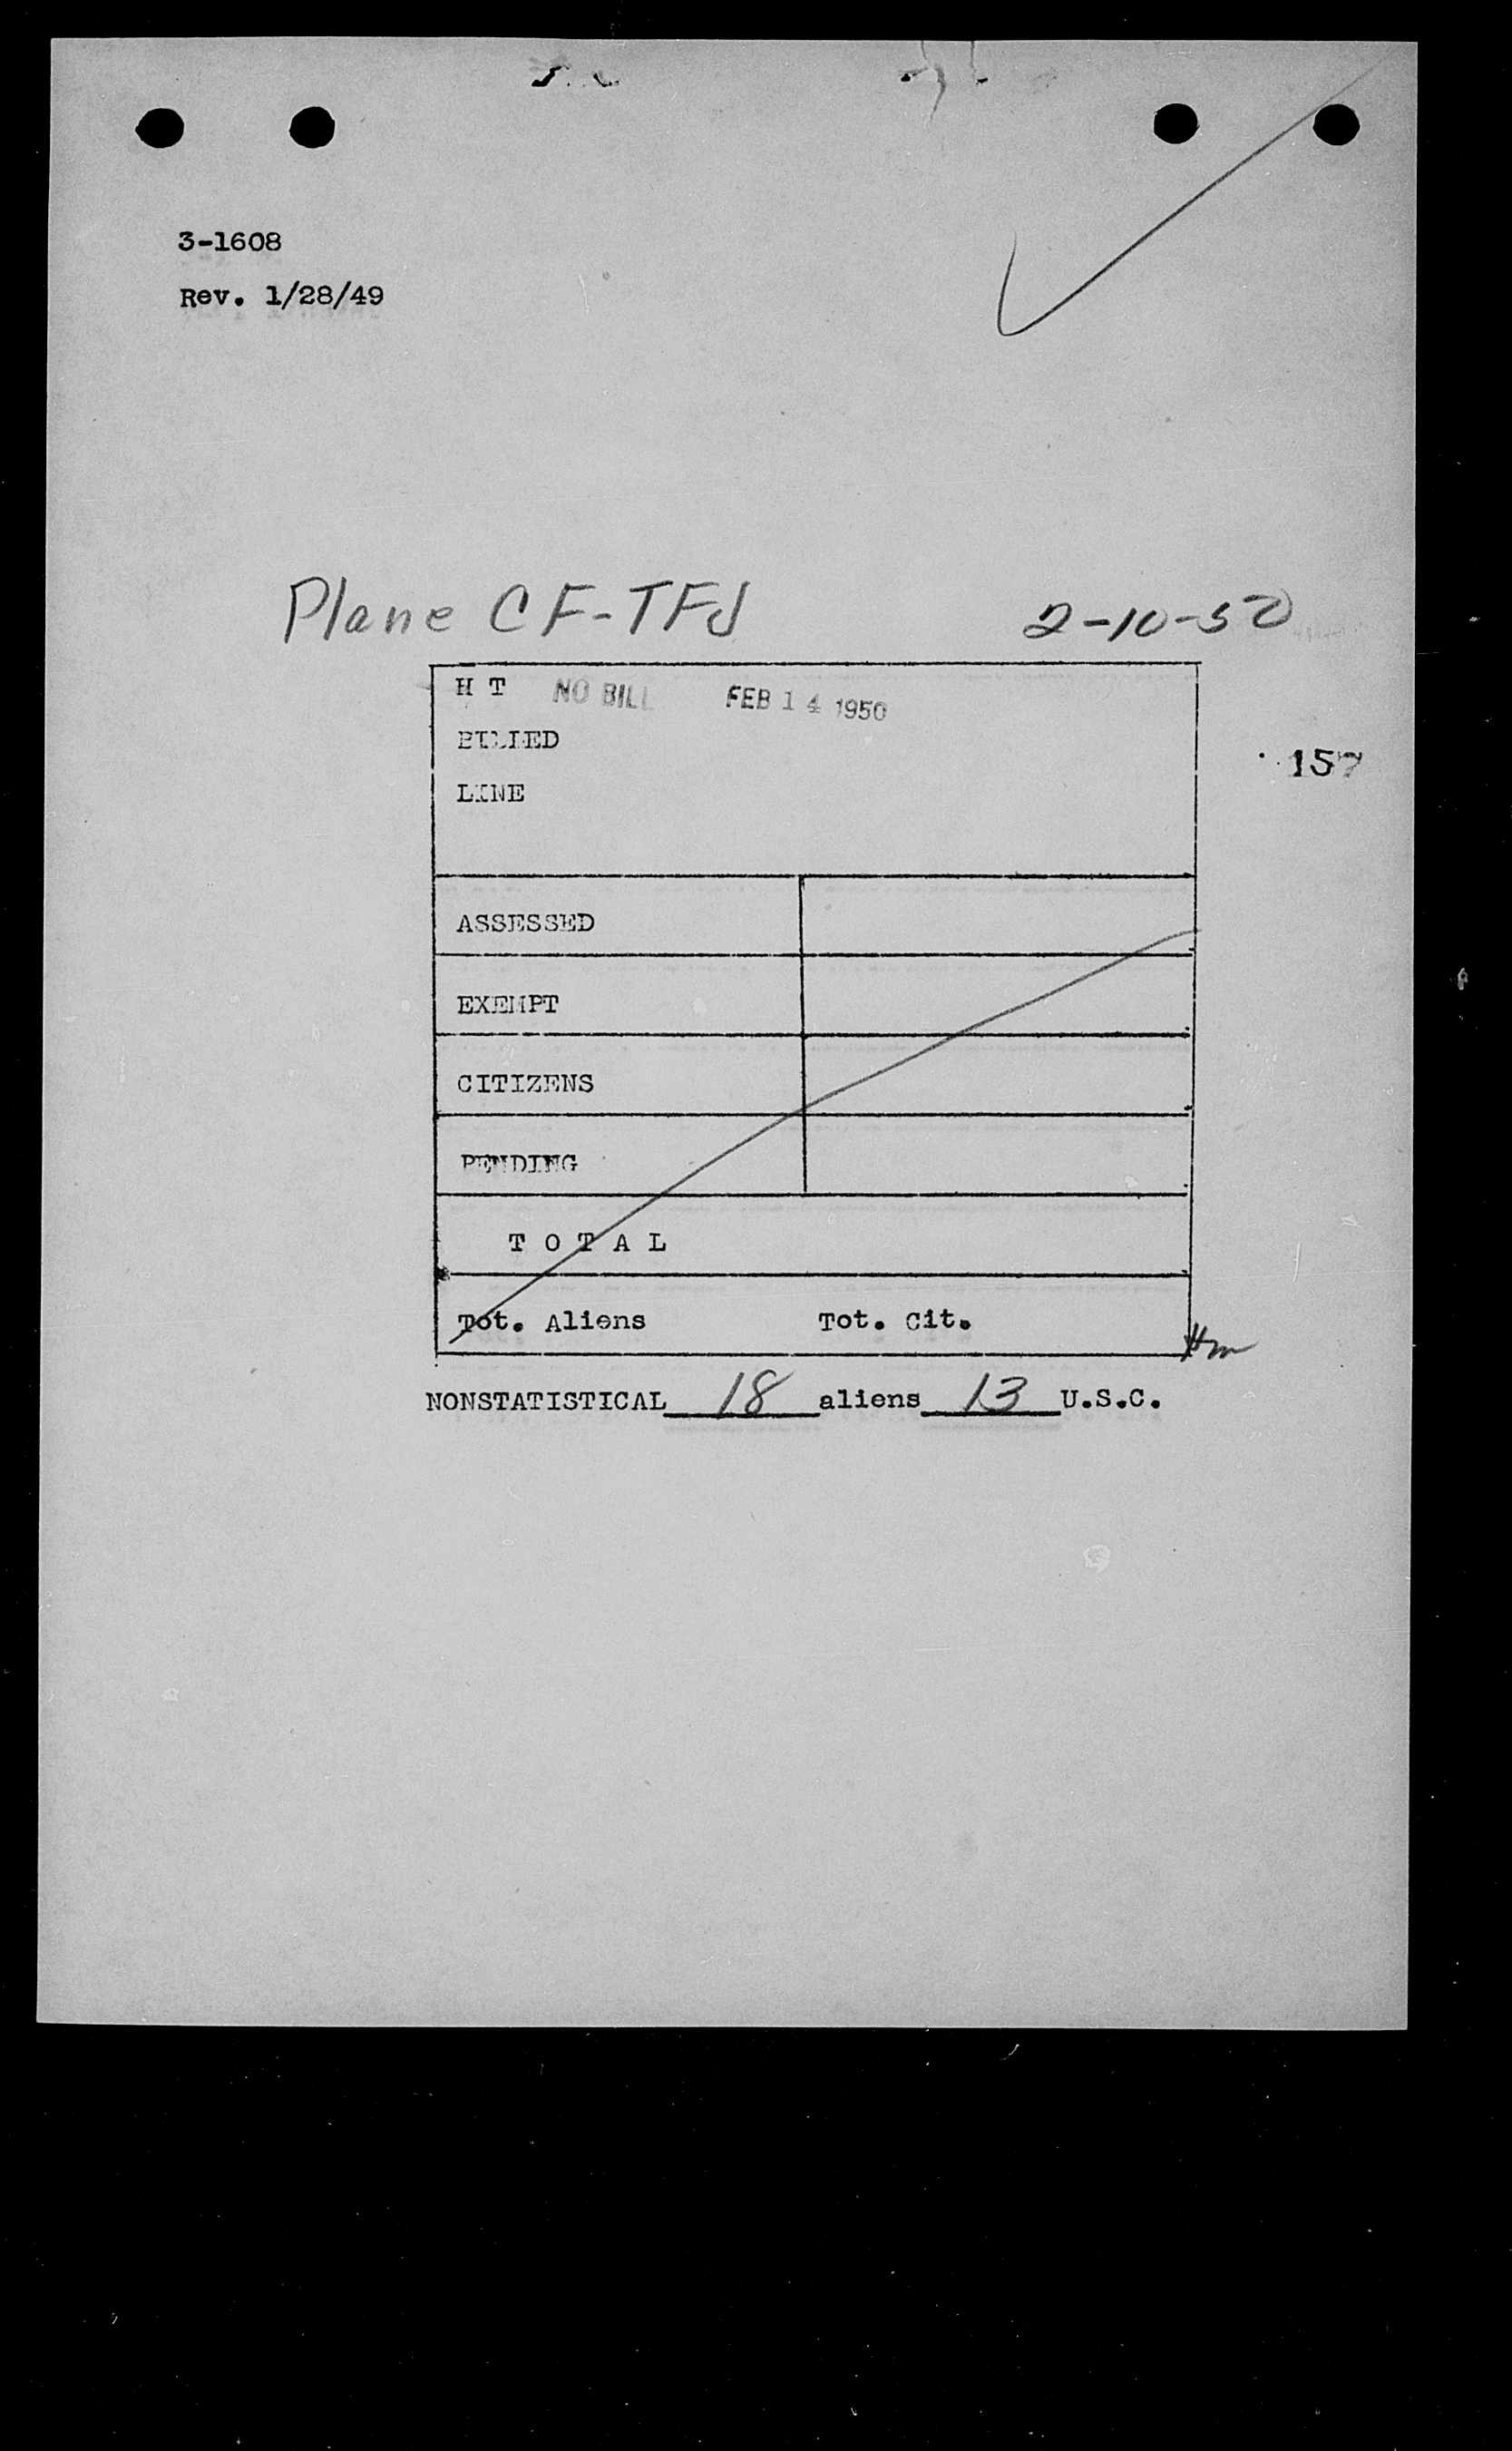 3-1608
Rev. 1/28/49
Plane CF-TFJ 2-10-50
H T NO BILL FEB 14 1950
BILLED
157
LINE
ASSESSED
EXEMPT
CITIZENS
PENDING
T O T A L
Tot. Aliens Tot. Cit.
NONSTATISTICAL 18 aliens 13 U.S.C.